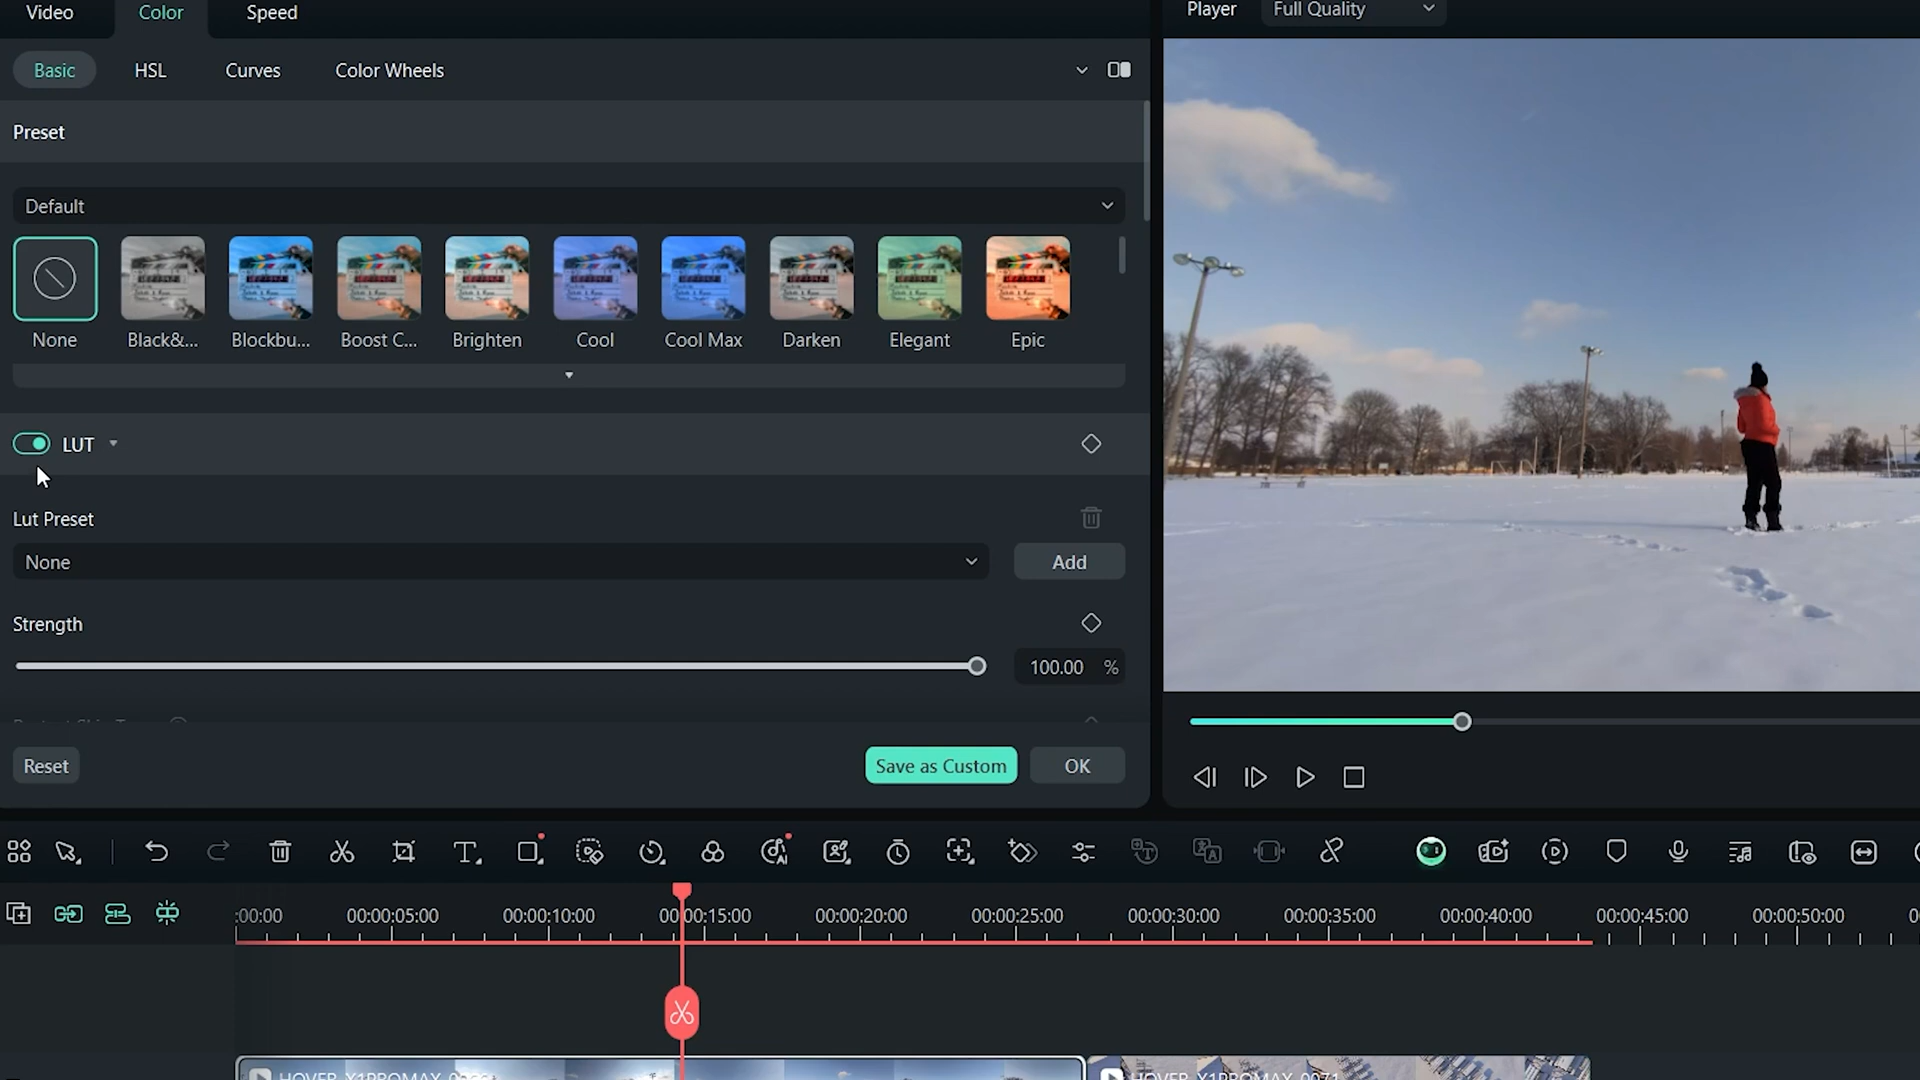 Video Color Speed
Player Full Quality
Basic HSL Curves Color Wheels
Preset
Default
None Black&... Blockbu... Boost C... Brighten Cool Cool Max Darken Elegant Epic
LUT
Lut Preset
None Add
Strength
100.00 %
Reset Save as Custom OK
:00:00 00:00:05:00 00:00:10:00 00:00:15:00 00:00:20:00 00:00:25:00 00:00:30:00 00:00:35:00 00:00:40:00 00:00:45:00 00:00:50:00
HOVER_X1PROMAX_0071